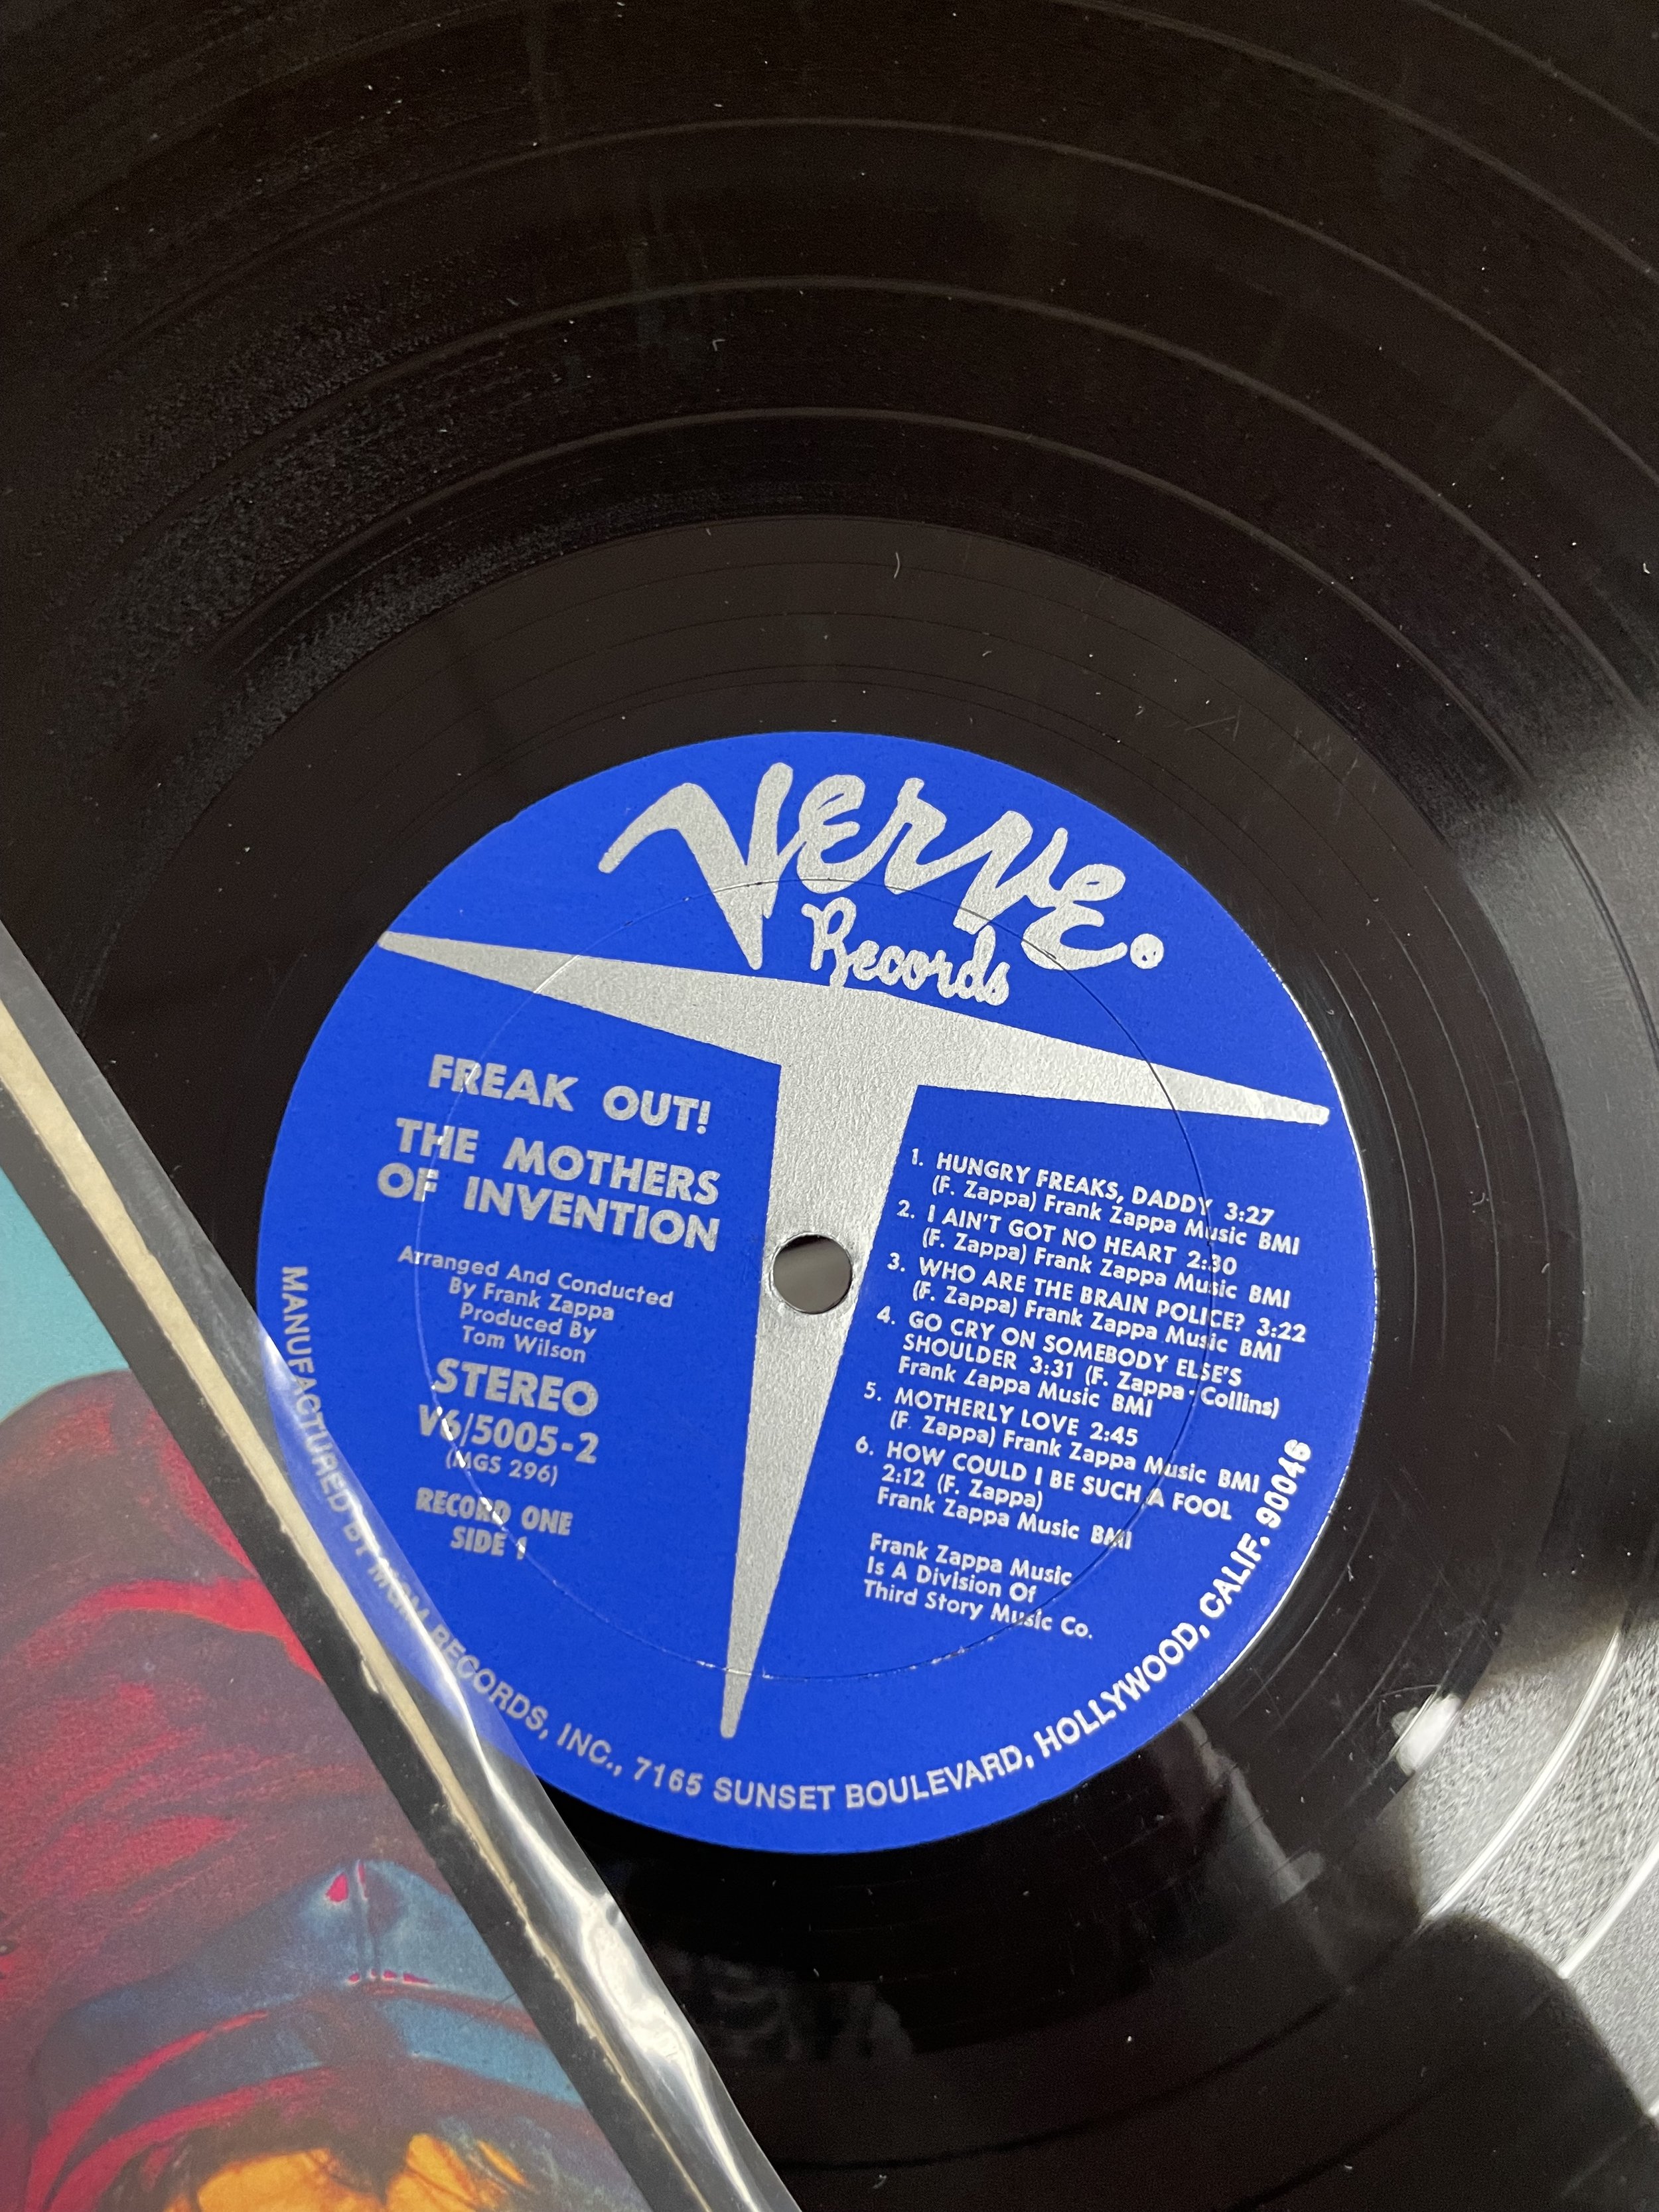 Verve.
Records
FREAK OUT!
THE MOTHERS
OF INVENTION
Arranged And Conducted
By Frank Zappa
Produced By
Tom Wilson
STEREO
V6/5005-2
(MGS 296)
RECORD ONE
SIDE 1
1. HUNGRY FREAKS, DADDY 3:27
(F. Zappa) Frank Zappa Music BMI
2. I AIN'T GOT NO HEART 2:30
(F. Zappa) Frank Zappa Music BMI
3. WHO ARE THE BRAIN POLICE? 3:22
(F. Zappa) Frank Zappa Music BMI
4. GO CRY ON SOMEBODY ELSE'S
SHOULDER 3:31 (F. Zappa-Collins)
Frank Zappa Music BMI
5. MOTHERLY LOVE 2:45
(F. Zappa) Frank Zappa Music BMI
6. HOW COULD I BE SUCH A FOOL
2:12 (F. Zappa)
Frank Zappa Music BMI
Frank Zappa Music
Is A Division Of
Third Story Music Co.
MANUFACTURED BY MGM RECORDS, INC., 7165 SUNSET BOULEVARD, HOLLYWOOD, CALIF. 90046